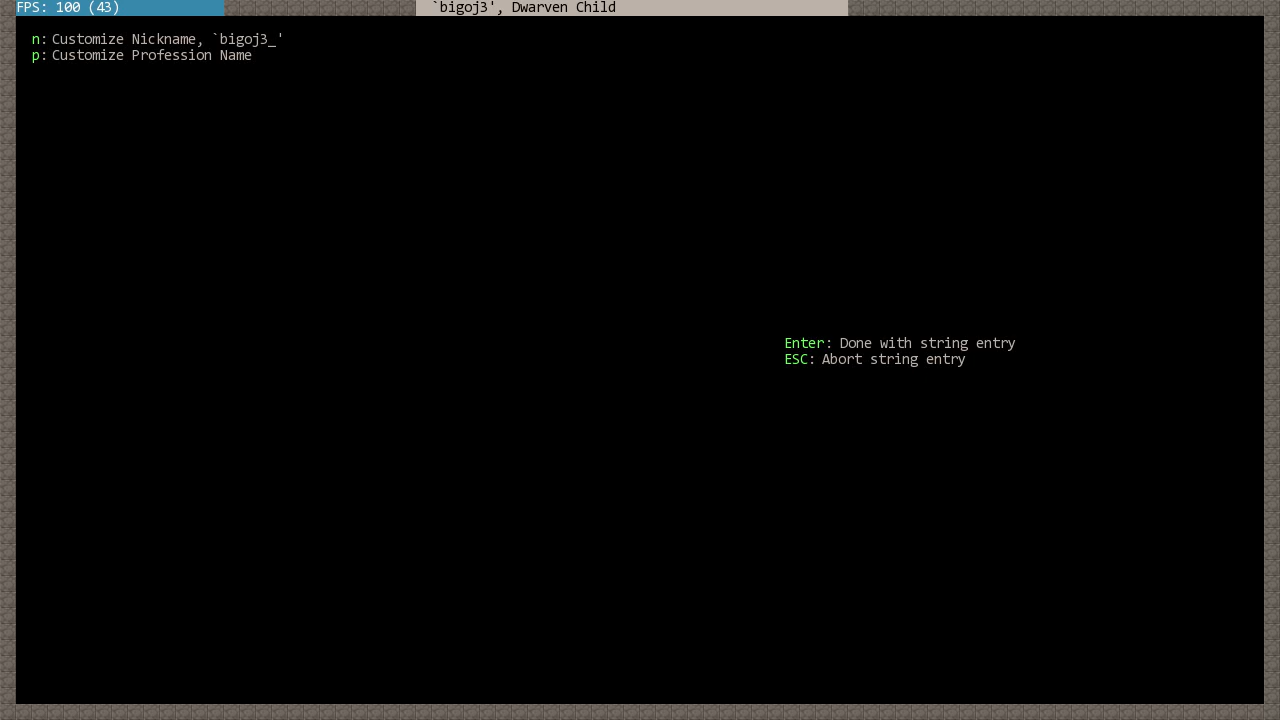 FPS: 100 (43)
`bigoj3', Dwarven Child
n: Customize Nickname, `bigoj3_'
p: Customize Profession Name
Enter: Done with string entry
ESC: Abort string entry